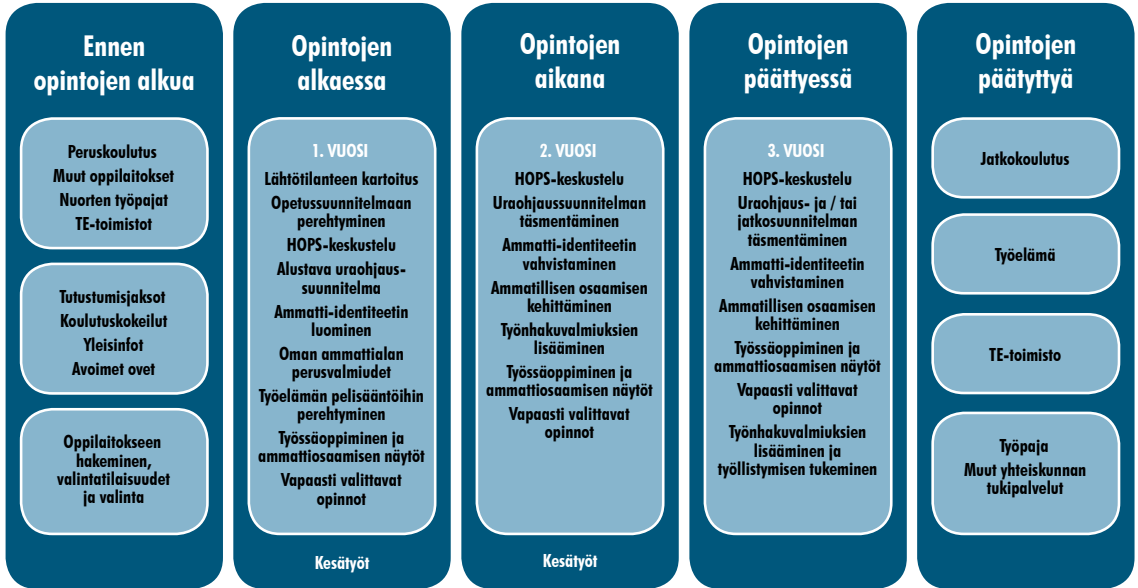 Ennen
opintojen alkua
Peruskoulutus
Muut oppilaitokset
Nuorten työpajat
TE-toimistot
Tutustumisjaksot
Koulutuskokeilut
Yleisinfot
Avoimet ovet
Oppilaitokseen
hakeminen,
valintatilaisuudet
ja valinta
Opintojen
alkaessa
1. VUOSI
Lähtötilanteen kartoitus
Opetussuunnitelmaan
perehtyminen
HOPS-keskustelu
Alustava uraohjaus-
suunnitelma
Ammatti-identiteetin
luominen
Oman ammattialan
perusvalmiudet
Työelämän pelisääntöihin
perehtyminen
Työssäoppiminen ja
ammattiosaamisen näytöt
Vapaasti valittavat
opinnot
Kesätyöt
Opintojen
aikana
2. VUOSI
HOPS-keskustelu
Uraohjaussuunnitelman
täsmentäminen
Ammatti-identiteetin
vahvistaminen
Ammatillisen osaamisen
kehittäminen
Työnhakuvalmiuksien
lisääminen
Työssäoppiminen ja
ammattiosaamisen näytöt
Vapaasti valittavat
opinnot
Kesätyöt
Opintojen
päättyessä
3. VUOSI
HOPS-keskustelu
Uraohjaus- ja / tai
jatkosuunnitelman
täsmentäminen
Ammatti-identiteetin
vahvistaminen
Ammatillisen osaamisen
kehittäminen
Työssäoppiminen ja
ammattiosaamisen näytöt
Vapaasti valittavat
opinnot
Työnhakuvalmiuksien
lisääminen ja
työllistymisen tukeminen
Opintojen
päätyttyä
Jatkokoulutus
Työelämä
TE-toimisto
Työpaja
Muut yhteiskunnan
tukipalvelut